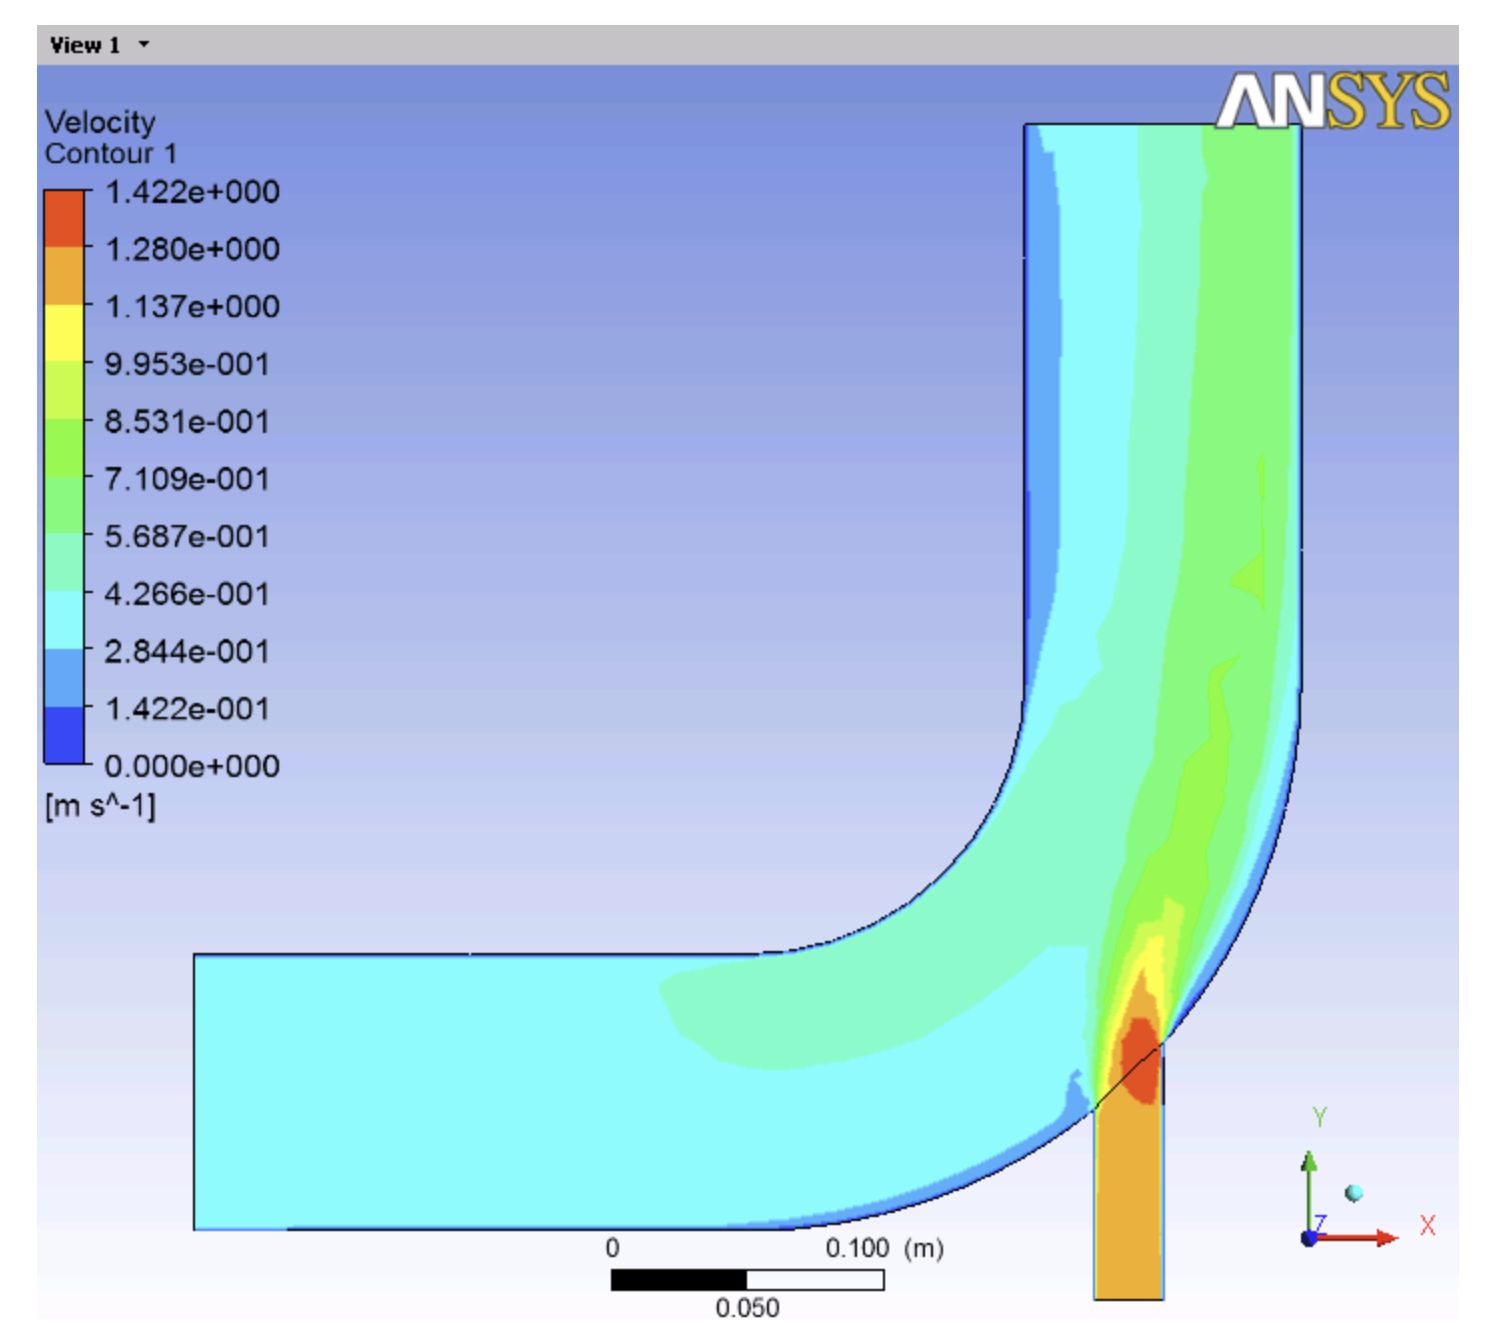 View 1
ANSYS
Velocity
Contour 1
1.422e+000
1.280e+000
1.137e+000
9.953e-001
8.531e-001
7.109e-001
5.687e-001
4.266e-001
2.844e-001
1.422e-001
0.000e+000
[m s^-1]
Y
Z
X
0 0.100 (m)
0.050